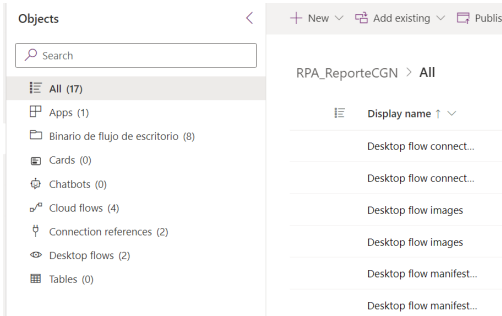 Objects
Search
All (17)
Apps (1)
Binario de flujo de escritorio (8)
Cards (0)
Chatbots (0)
Cloud flows (4)
Connection references (2)
Desktop flows (2)
Tables (0)
New Add existing Publis
RPA_ReporteCGN > All
Display name ↑
Desktop flow connect...
Desktop flow connect...
Desktop flow images
Desktop flow images
Desktop flow manifest...
Desktop flow manifest...